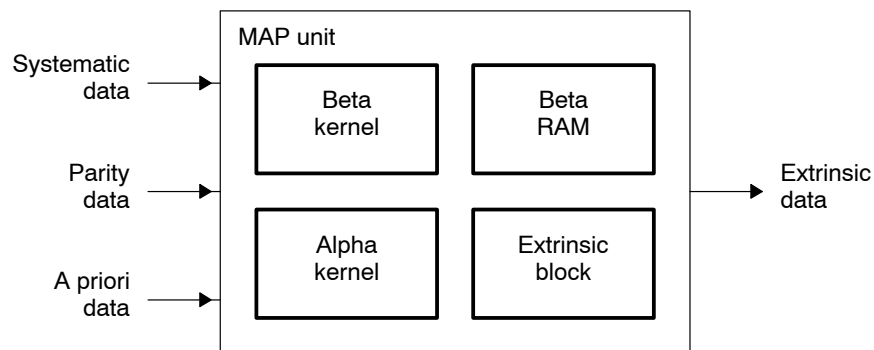 MAP unit
Systematic
data
Beta
kernel
Beta
RAM
Parity
data
Extrinsic
data
Alpha
kernel
Extrinsic
block
A priori
data